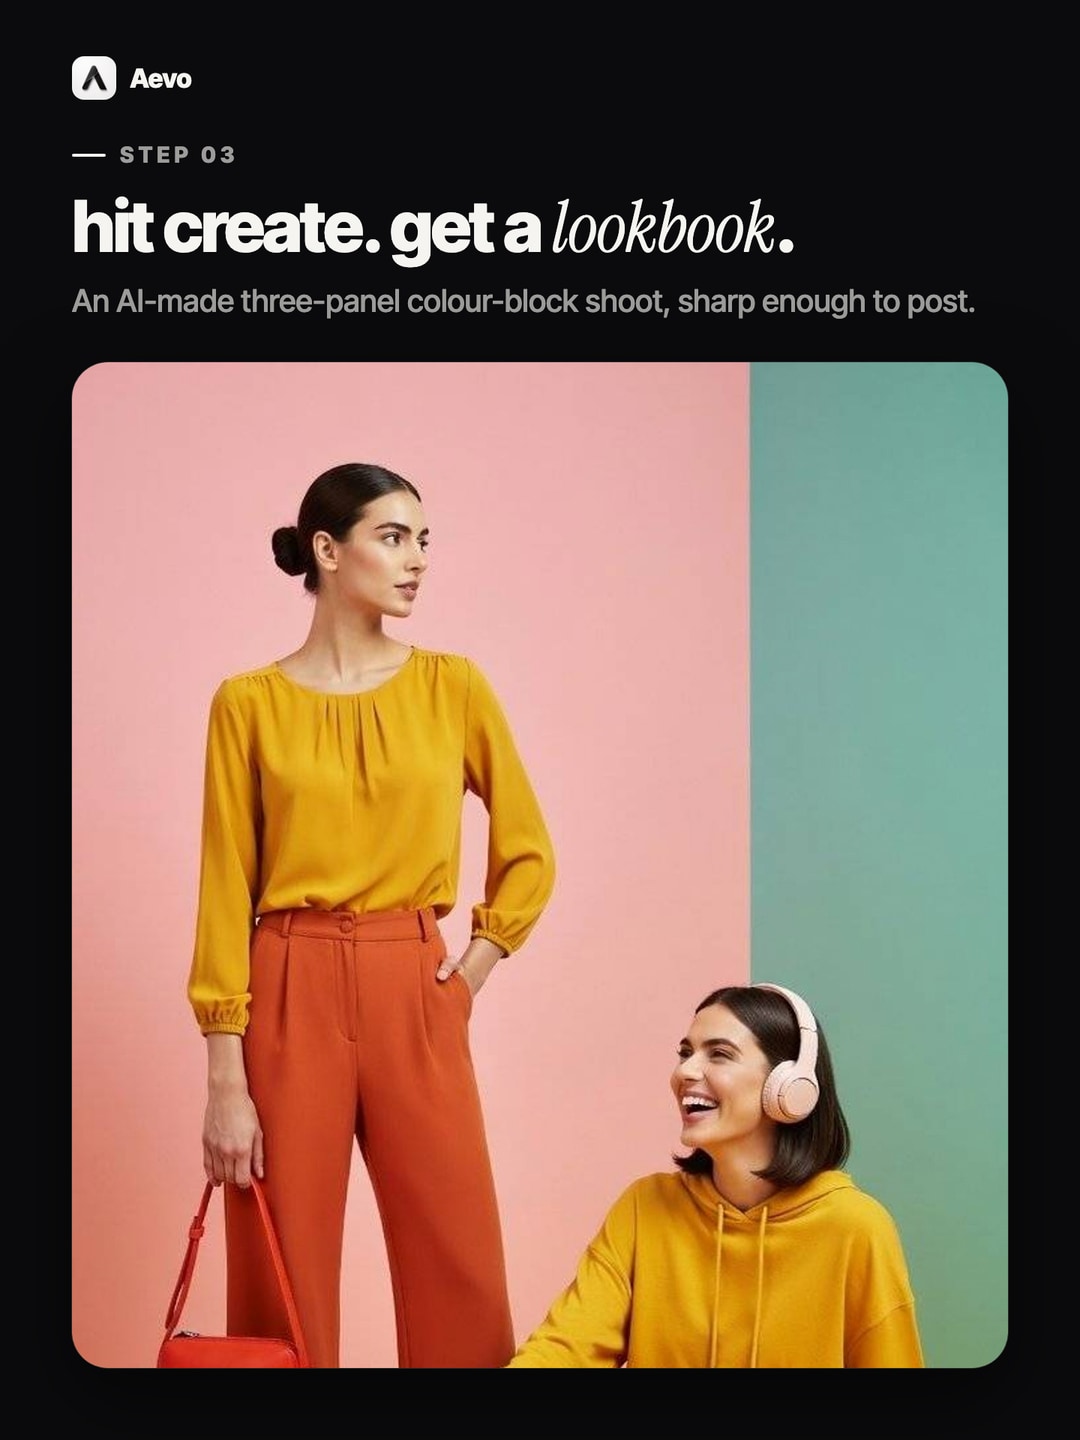 Aevo
— STEP 03
hit create. get a lookbook.
An AI-made three-panel colour-block shoot, sharp enough to post.